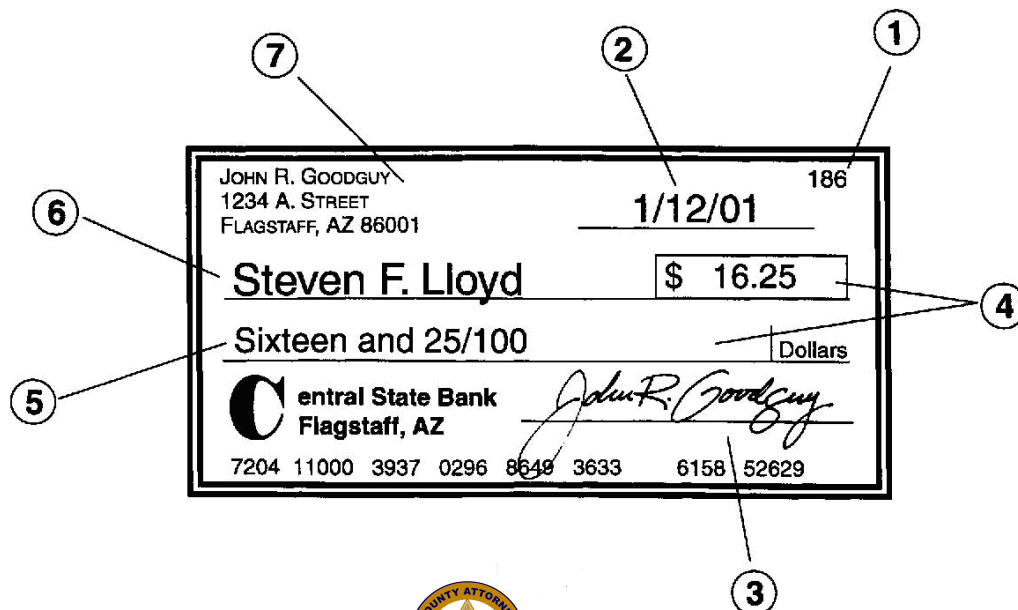 1
2
7
JOHN R. GOODGUY
186
1234 A. STREET
1/12/01
FLAGSTAFF, AZ 86001
6
Steven F. Lloyd
$ 16.25
4
Sixteen and 25/100
Dollars
5
Central State Bank
Flagstaff, AZ
John R. Goodguy
7204 11000 3937 0296 8649 3633 6158 52629
3
COUNTY ATTORN